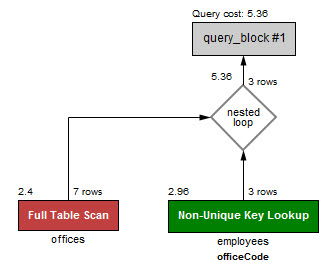 Query cost: 5.36
query_block #1
5.36
3 rows
nested
loop
2.4
7 rows
2.96
3 rows
Full Table Scan
Non-Unique Key Lookup
offices
employees
officeCode